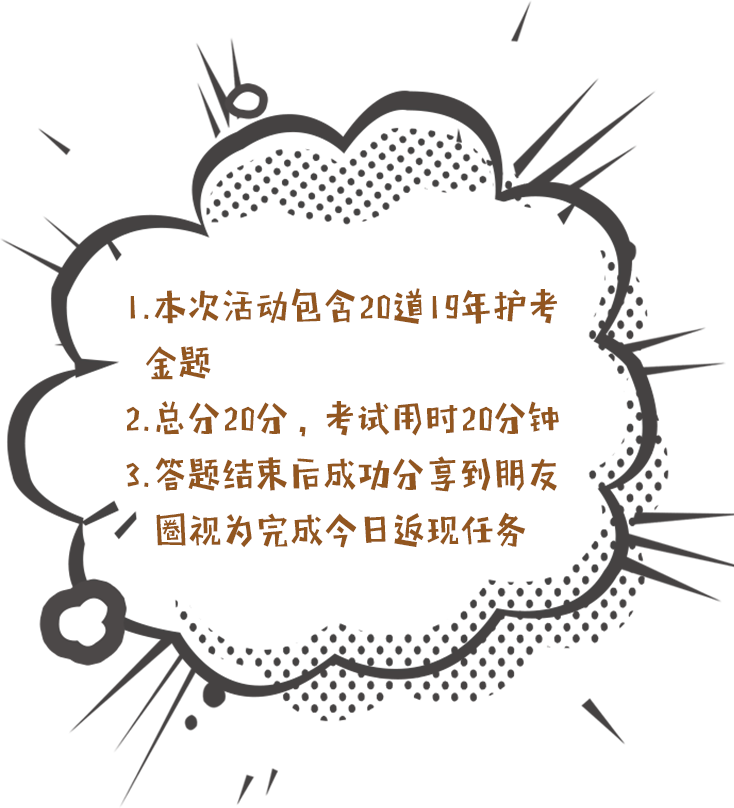 1.本次活动包含20道19年护考
金题
2.总分20分，考试用时20分钟
3.答题结束后成功分享到朋友
圈视为完成今日返现任务